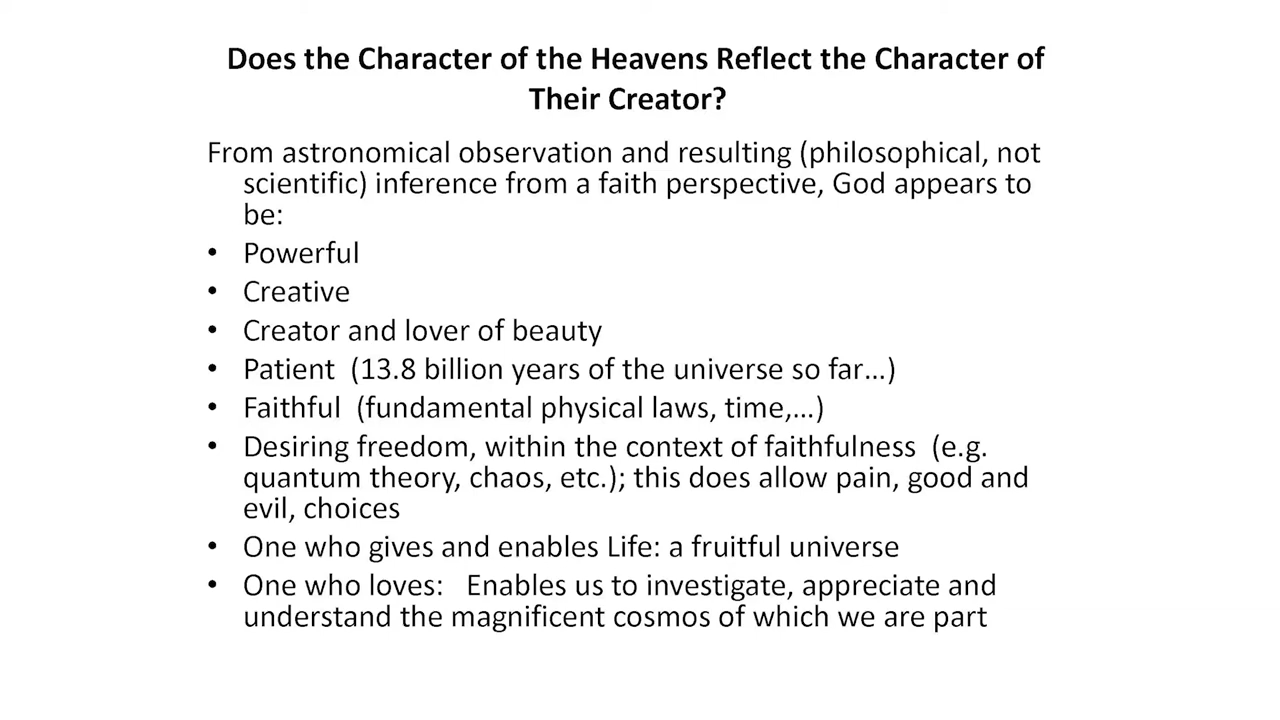 Does the Character of the Heavens Reflect the Character of
Their Creator?
From astronomical observation and resulting (philosophical, not
scientific) inference from a faith perspective, God appears to
be:
• Powerful
• Creative
• Creator and lover of beauty
• Patient  (13.8 billion years of the universe so far…)
• Faithful  (fundamental physical laws, time,…)
• Desiring freedom, within the context of faithfulness  (e.g.
quantum theory, chaos, etc.); this does allow pain, good and
evil, choices
• One who gives and enables Life: a fruitful universe
• One who loves:   Enables us to investigate, appreciate and
understand the magnificent cosmos of which we are part